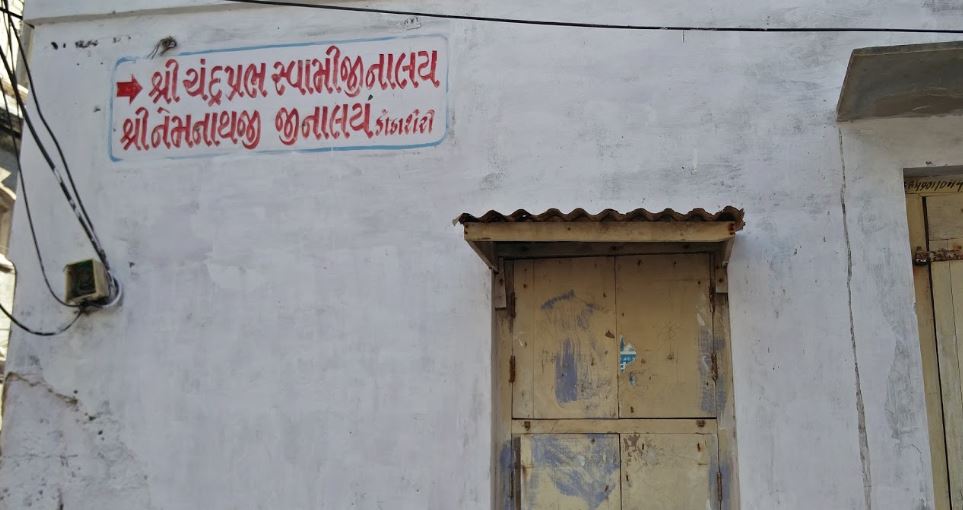 શ્રી ચંદ્રપ્રભ સ્વામીજીનાલય
શ્રી નેમનાથજી જીનાલય